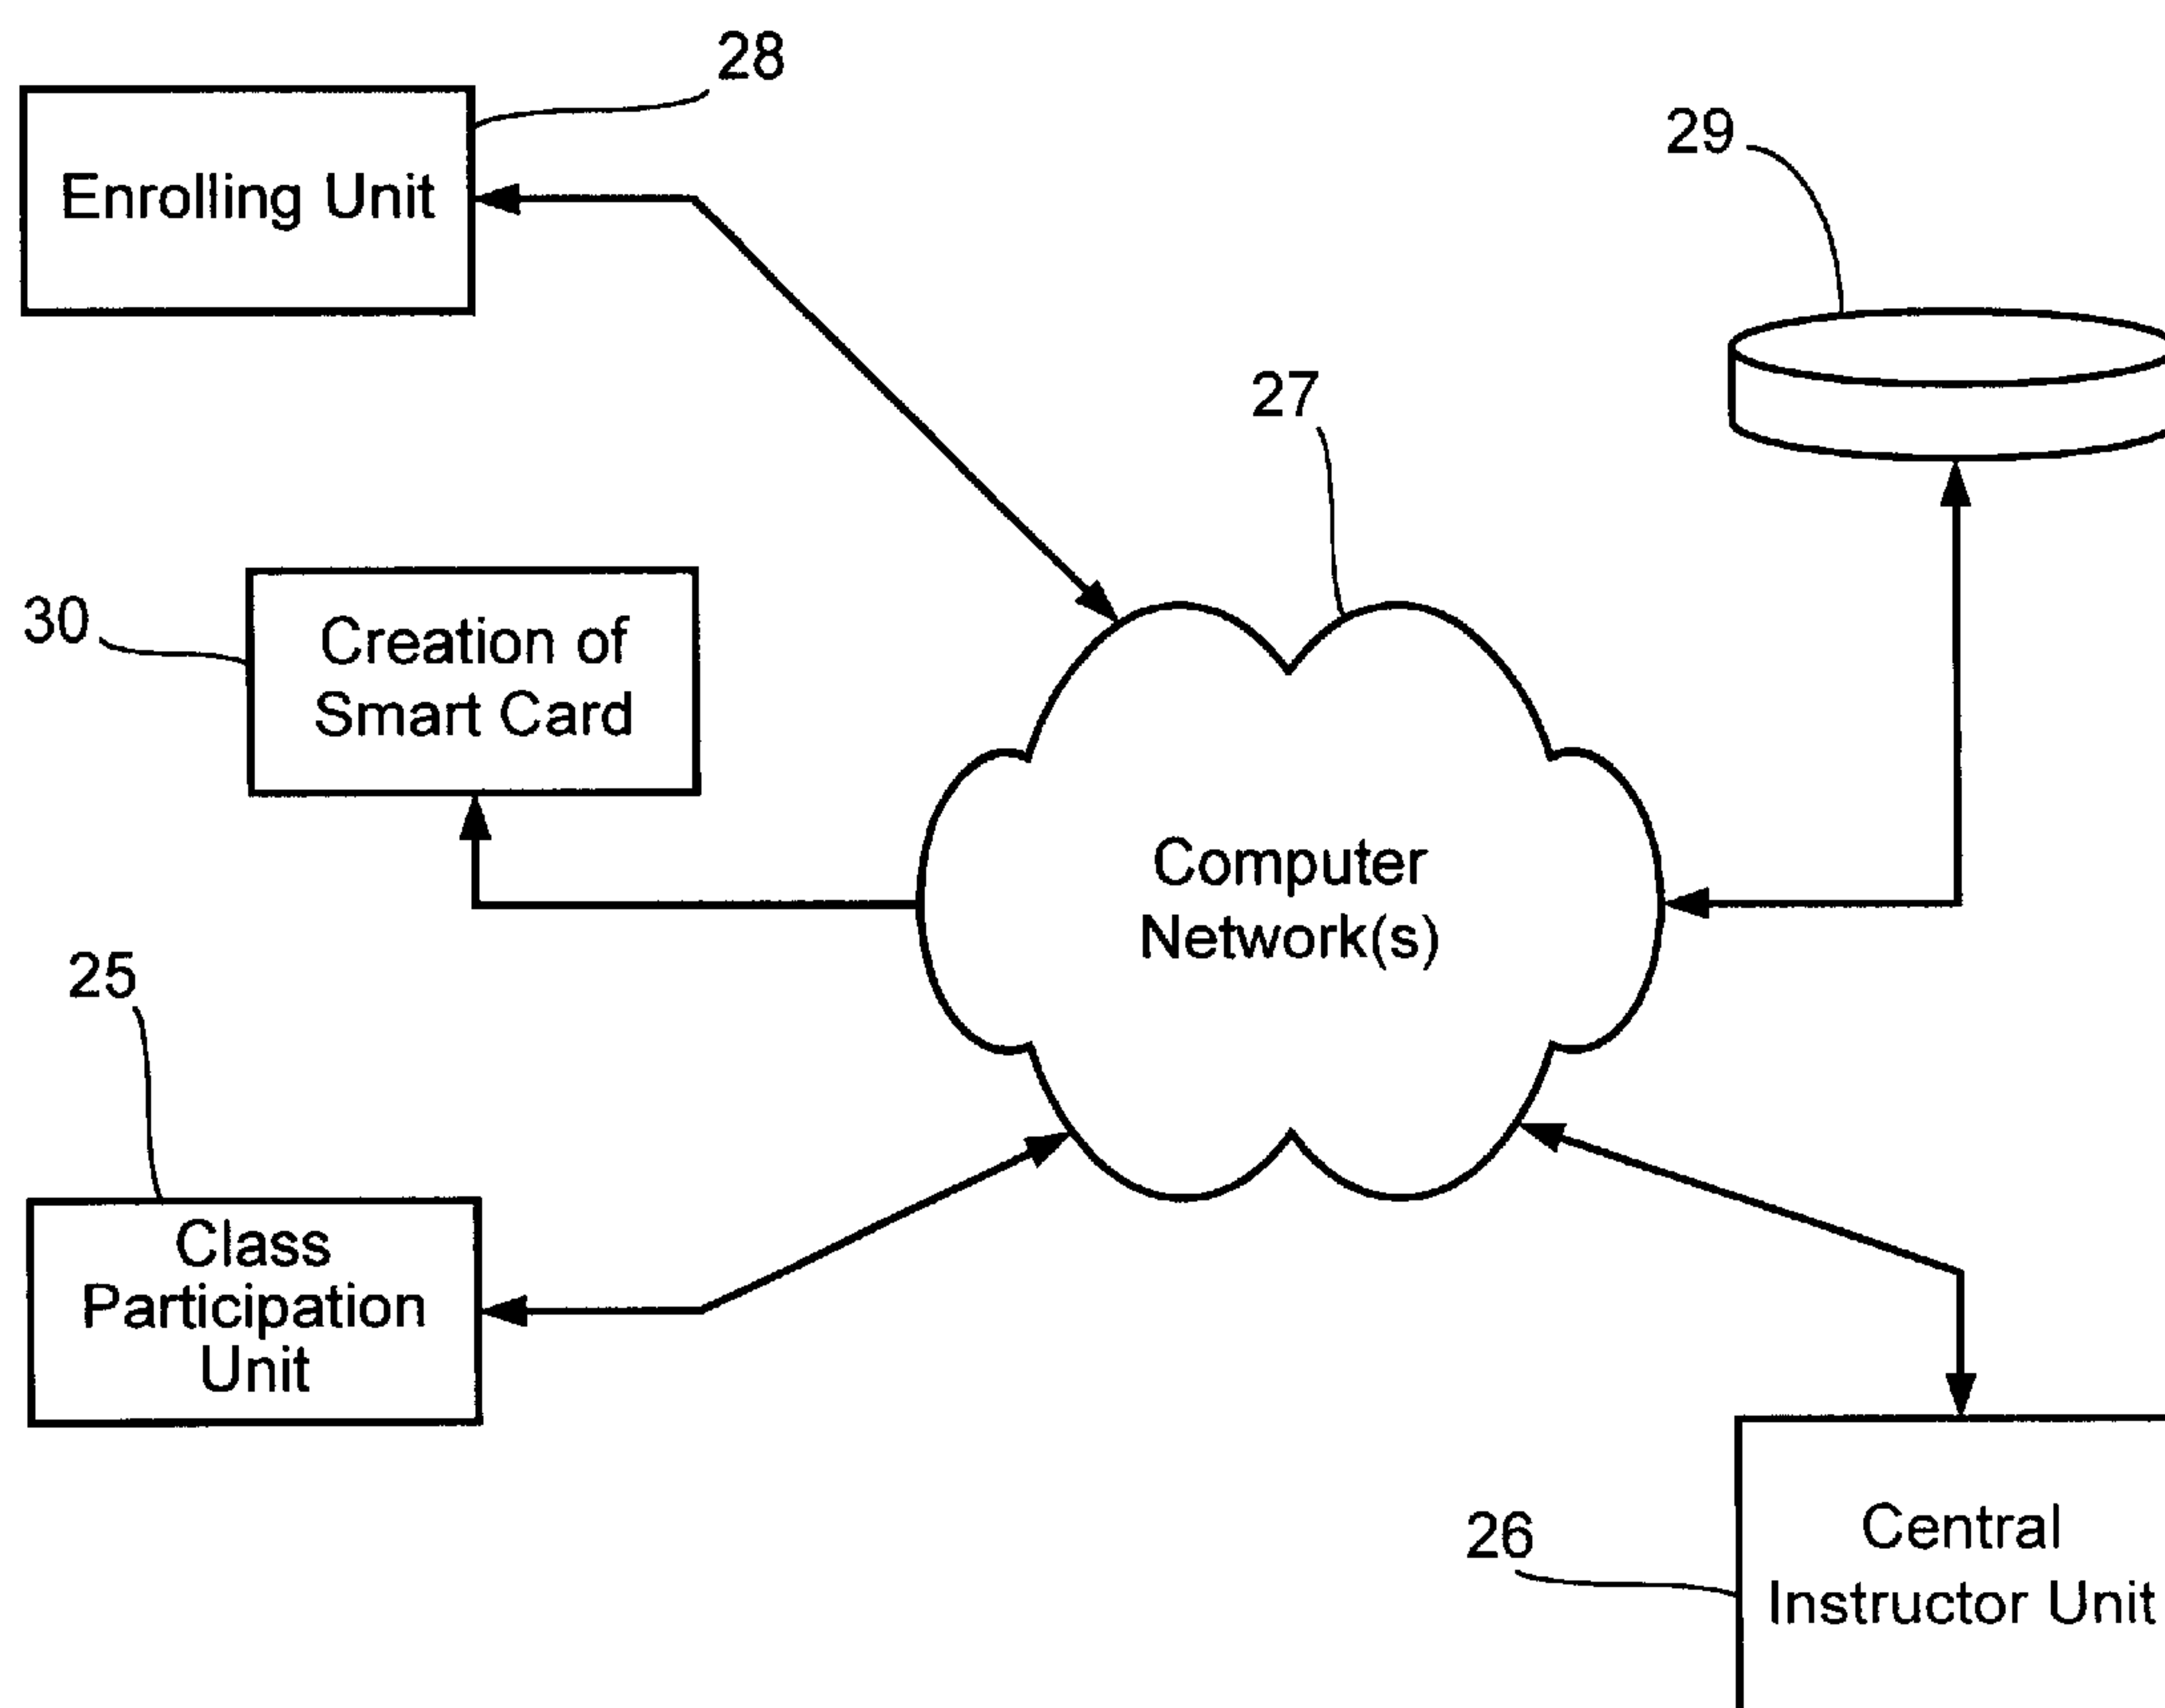 28
Enrolling Unit
29
27
30
Creation of
Smart Card
Computer
Network(s)
25
Class
Participation
Unit
26
Central
Instructor Unit